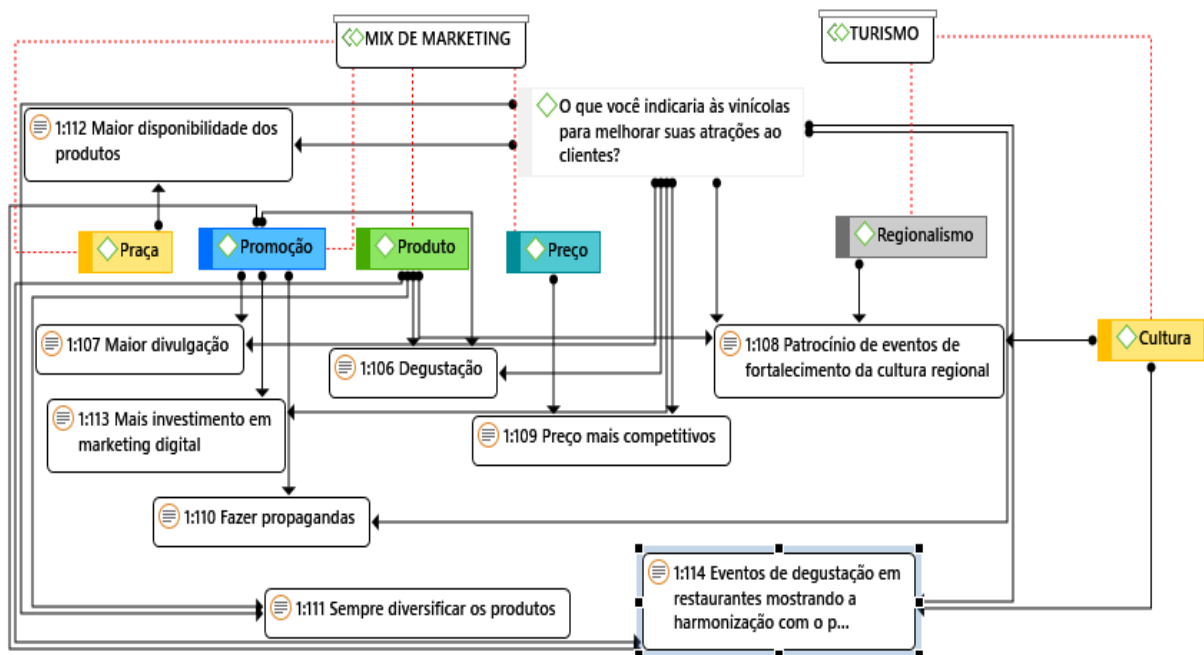 MIX DE MARKETING
TURISMO
O que você indicaria às vinícolas
para melhorar suas atrações ao
clientes?
1:112 Maior disponibilidade dos
produtos
Praça
Promoção
Produto
Preço
Regionalismo
Cultura
1:107 Maior divulgação
1:106 Degustação
1:108 Patrocínio de eventos de
fortalecimento da cultura regional
1:113 Mais investimento em
marketing digital
1:109 Preço mais competitivos
1:110 Fazer propagandas
1:114 Eventos de degustação em
restaurantes mostrando a
harmonização com o p...
1:111 Sempre diversificar os produtos